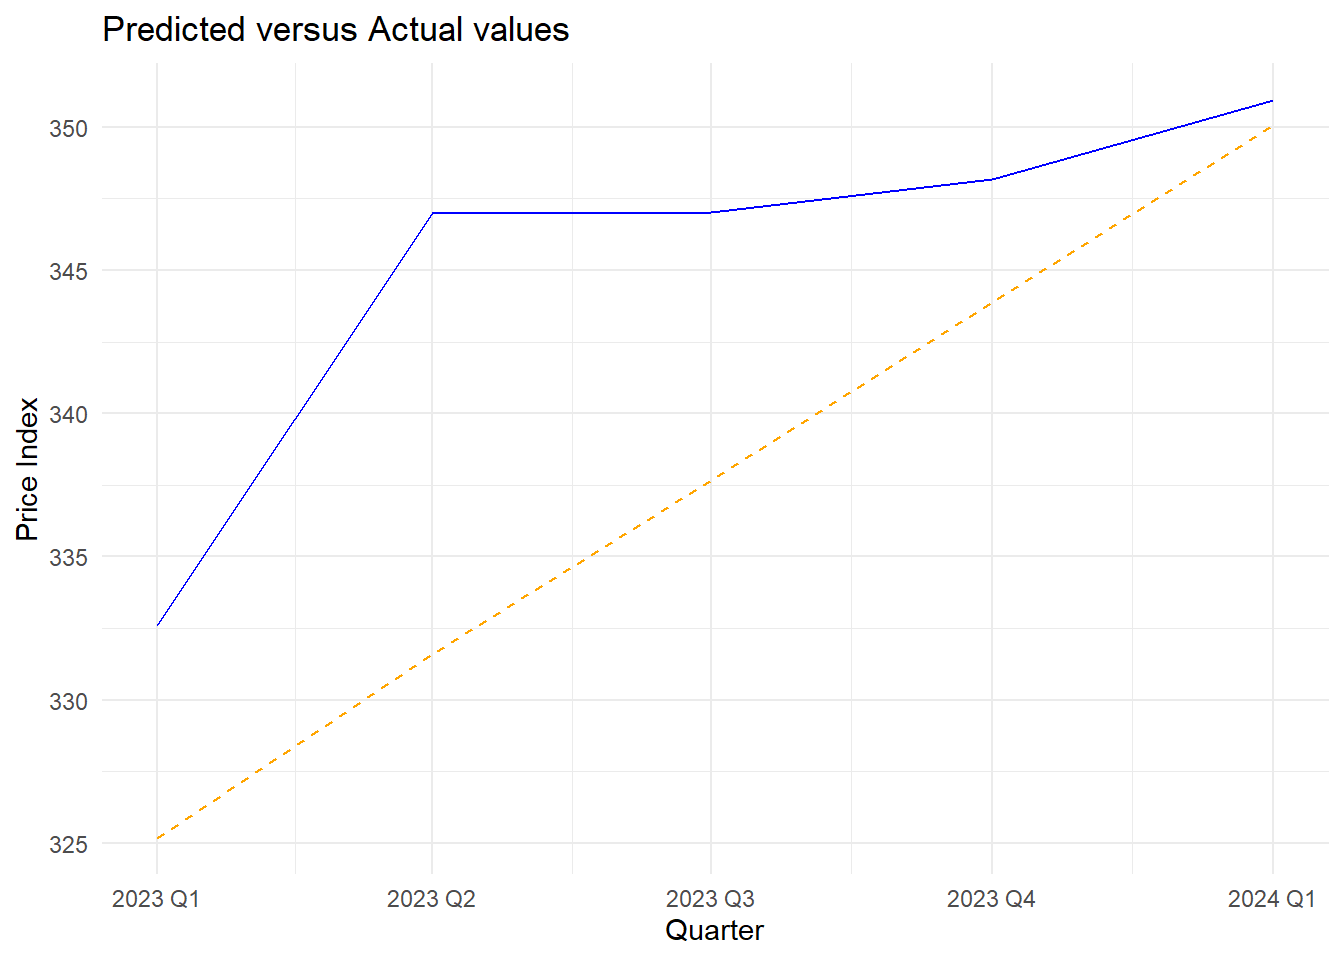 Predicted versus Actual values
350
345
340
335
330
325
Price Index
2023 Q1 2023 Q2 2023 Q3 2023 Q4 2024 Q1
Quarter